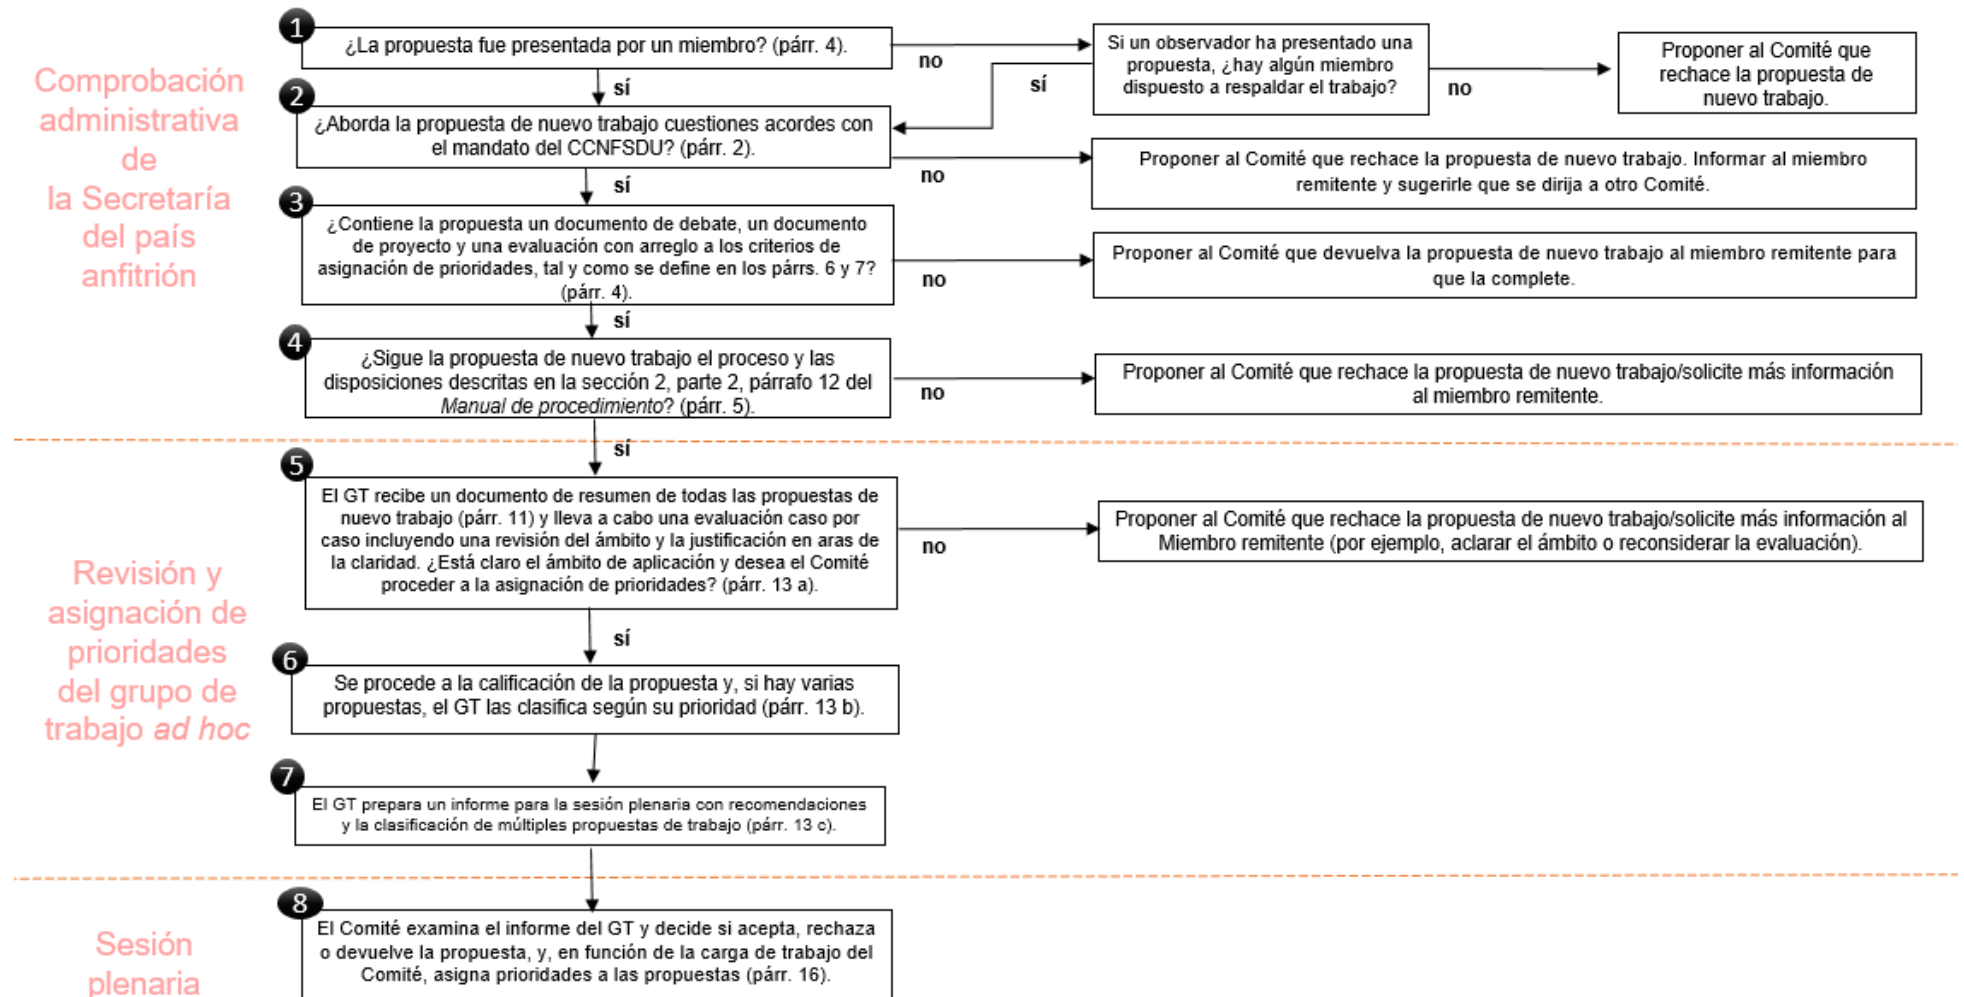 Comprobación
administrativa
de
la Secretaría
del país
anfitrión
1
¿La propuesta fue presentada por un miembro? (párr. 4).
no
Si un observador ha presentado una
propuesta, ¿hay algún miembro
dispuesto a respaldar el trabajo?
no
Proponer al Comité que
rechace la propuesta de
nuevo trabajo.
sí
sí
2
¿Aborda la propuesta de nuevo trabajo cuestiones acordes con
el mandato del CCNFSDU? (párr. 2).
no
Proponer al Comité que rechace la propuesta de nuevo trabajo. Informar al miembro
remitente y sugerirle que se dirija a otro Comité.
sí
3
¿Contiene la propuesta un documento de debate, un documento
de proyecto y una evaluación con arreglo a los criterios de
asignación de prioridades, tal y como se define en los párrs. 6 y 7?
(párr. 4).
no
Proponer al Comité que devuelva la propuesta de nuevo trabajo al miembro remitente para
que la complete.
sí
4
¿Sigue la propuesta de nuevo trabajo el proceso y las
disposiciones descritas en la sección 2, parte 2, párrafo 12 del
Manual de procedimiento? (párr. 5).
no
Proponer al Comité que rechace la propuesta de nuevo trabajo/solicite más información
al miembro remitente.
sí
Revisión y
asignación de
prioridades
del grupo de
trabajo ad hoc
5
El GT recibe un documento de resumen de todas las propuestas de
nuevo trabajo (párr. 11) y lleva a cabo una evaluación caso por
caso incluyendo una revisión del ámbito y la justificación en aras de
la claridad. ¿Está claro el ámbito de aplicación y desea el Comité
proceder a la asignación de prioridades? (párr. 13 a).
no
Proponer al Comité que rechace la propuesta de nuevo trabajo/solicite más información al
Miembro remitente (por ejemplo, aclarar el ámbito o reconsiderar la evaluación).
sí
6
Se procede a la calificación de la propuesta y, si hay varias
propuestas, el GT las clasifica según su prioridad (párr. 13 b).
7
El GT prepara un informe para la sesión plenaria con recomendaciones
y la clasificación de múltiples propuestas de trabajo (párr. 13 c).
Sesión
plenaria
8
El Comité examina el informe del GT y decide si acepta, rechaza
o devuelve la propuesta, y, en función de la carga de trabajo del
Comité, asigna prioridades a las propuestas (párr. 16).